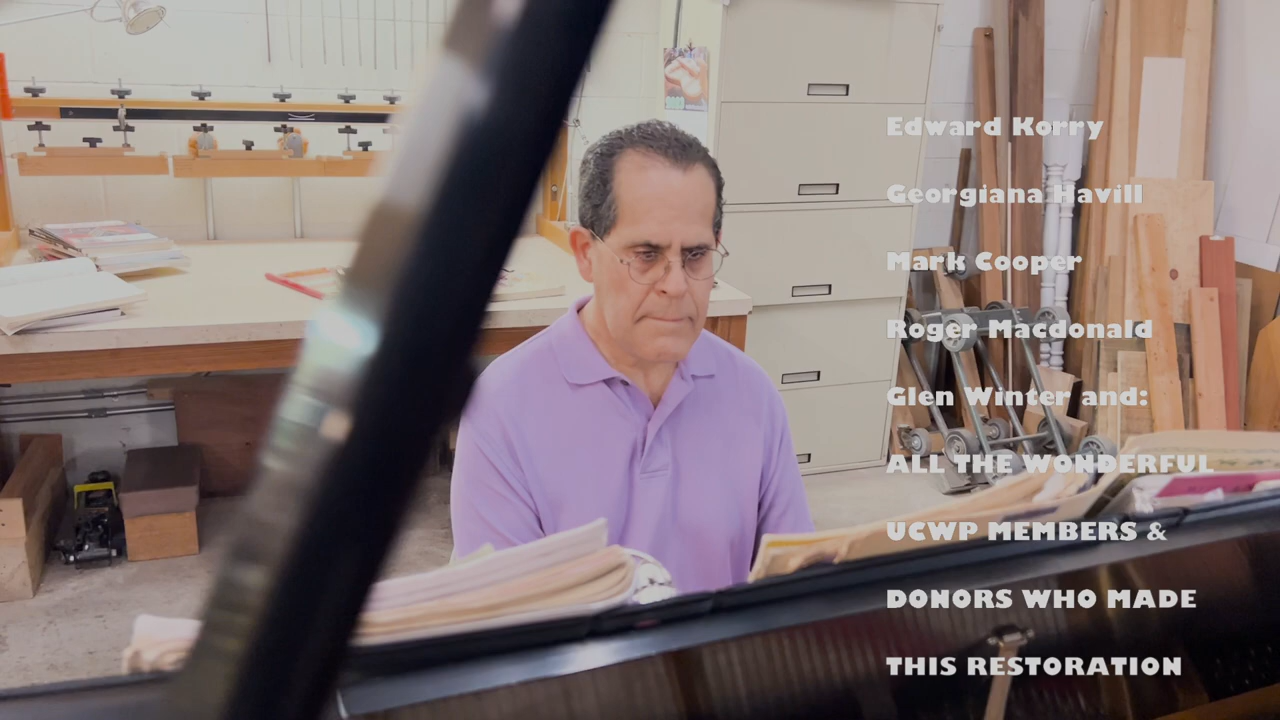 Edward Korry
Georgiana Havill
Mark Cooper
Roger Macdonald
Glen Winter and:
ALL THE WONDERFUL
UCWP MEMBERS &
DONORS WHO MADE
THIS RESTORATION